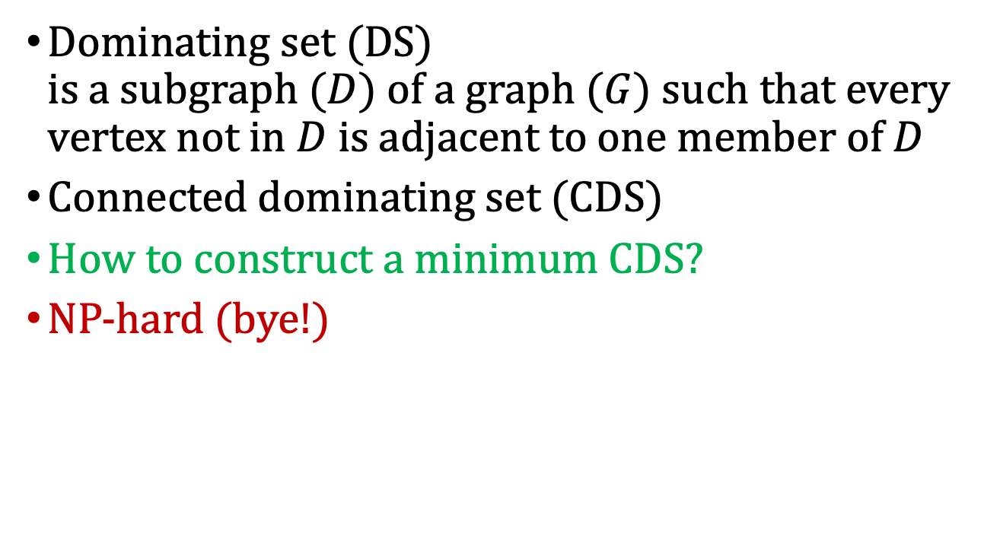 • Dominating set (DS)
is a subgraph (D) of a graph (G) such that every
vertex not in D is adjacent to one member of D
• Connected dominating set (CDS)
• How to construct a minimum CDS?
• NP-hard (bye!)